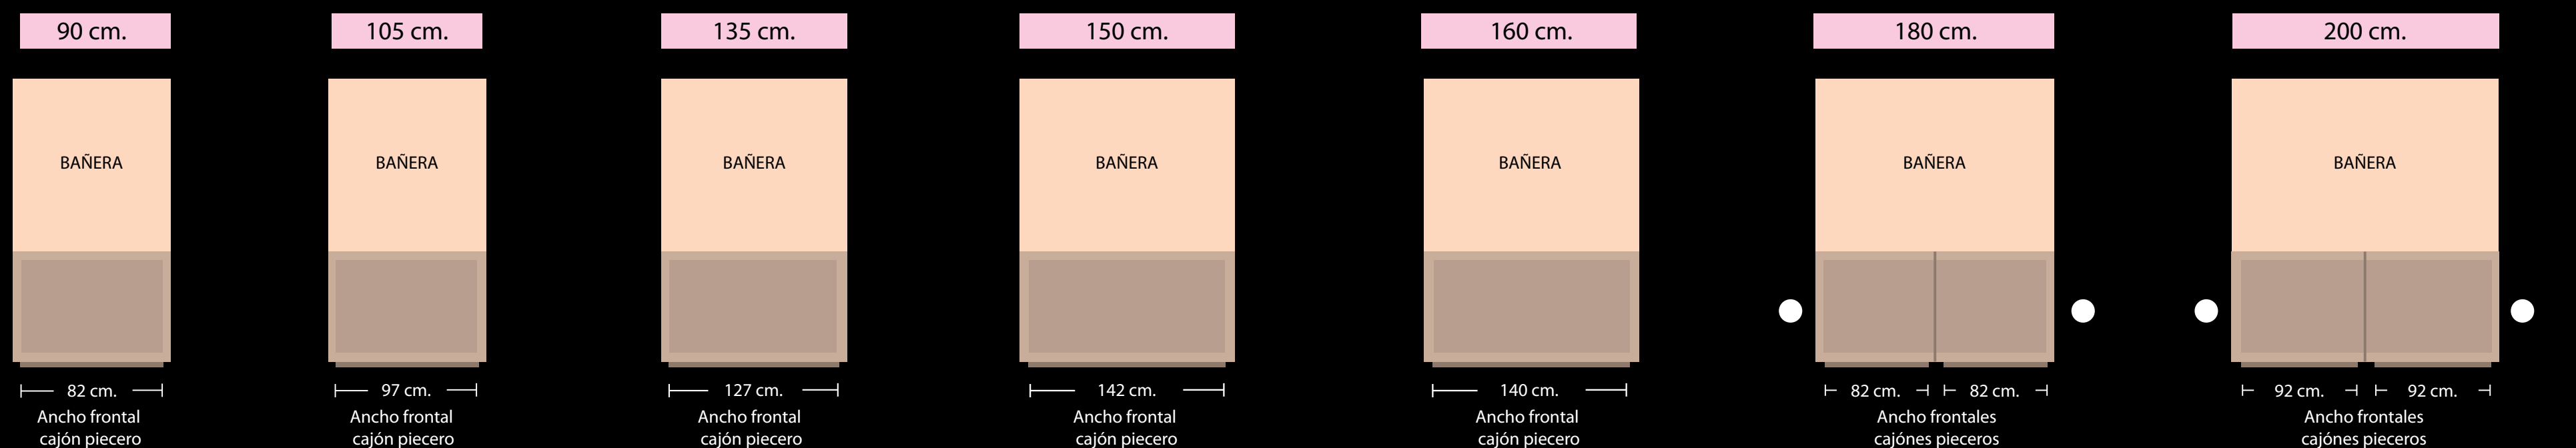 90 cm.
105 cm.
135 cm.
150 cm.
160 cm.
180 cm.
200 cm.
BAÑERA
BAÑERA
BAÑERA
BAÑERA
BAÑERA
BAÑERA
BAÑERA
82 cm.
97 cm.
127 cm.
142 cm.
140 cm.
82 cm.
82 cm.
92 cm.
92 cm.
Ancho frontal
cajón piecero
Ancho frontal
cajón piecero
Ancho frontal
cajón piecero
Ancho frontal
cajón piecero
Ancho frontal
cajón piecero
Ancho frontales
cajónes pieceros
Ancho frontales
cajónes pieceros